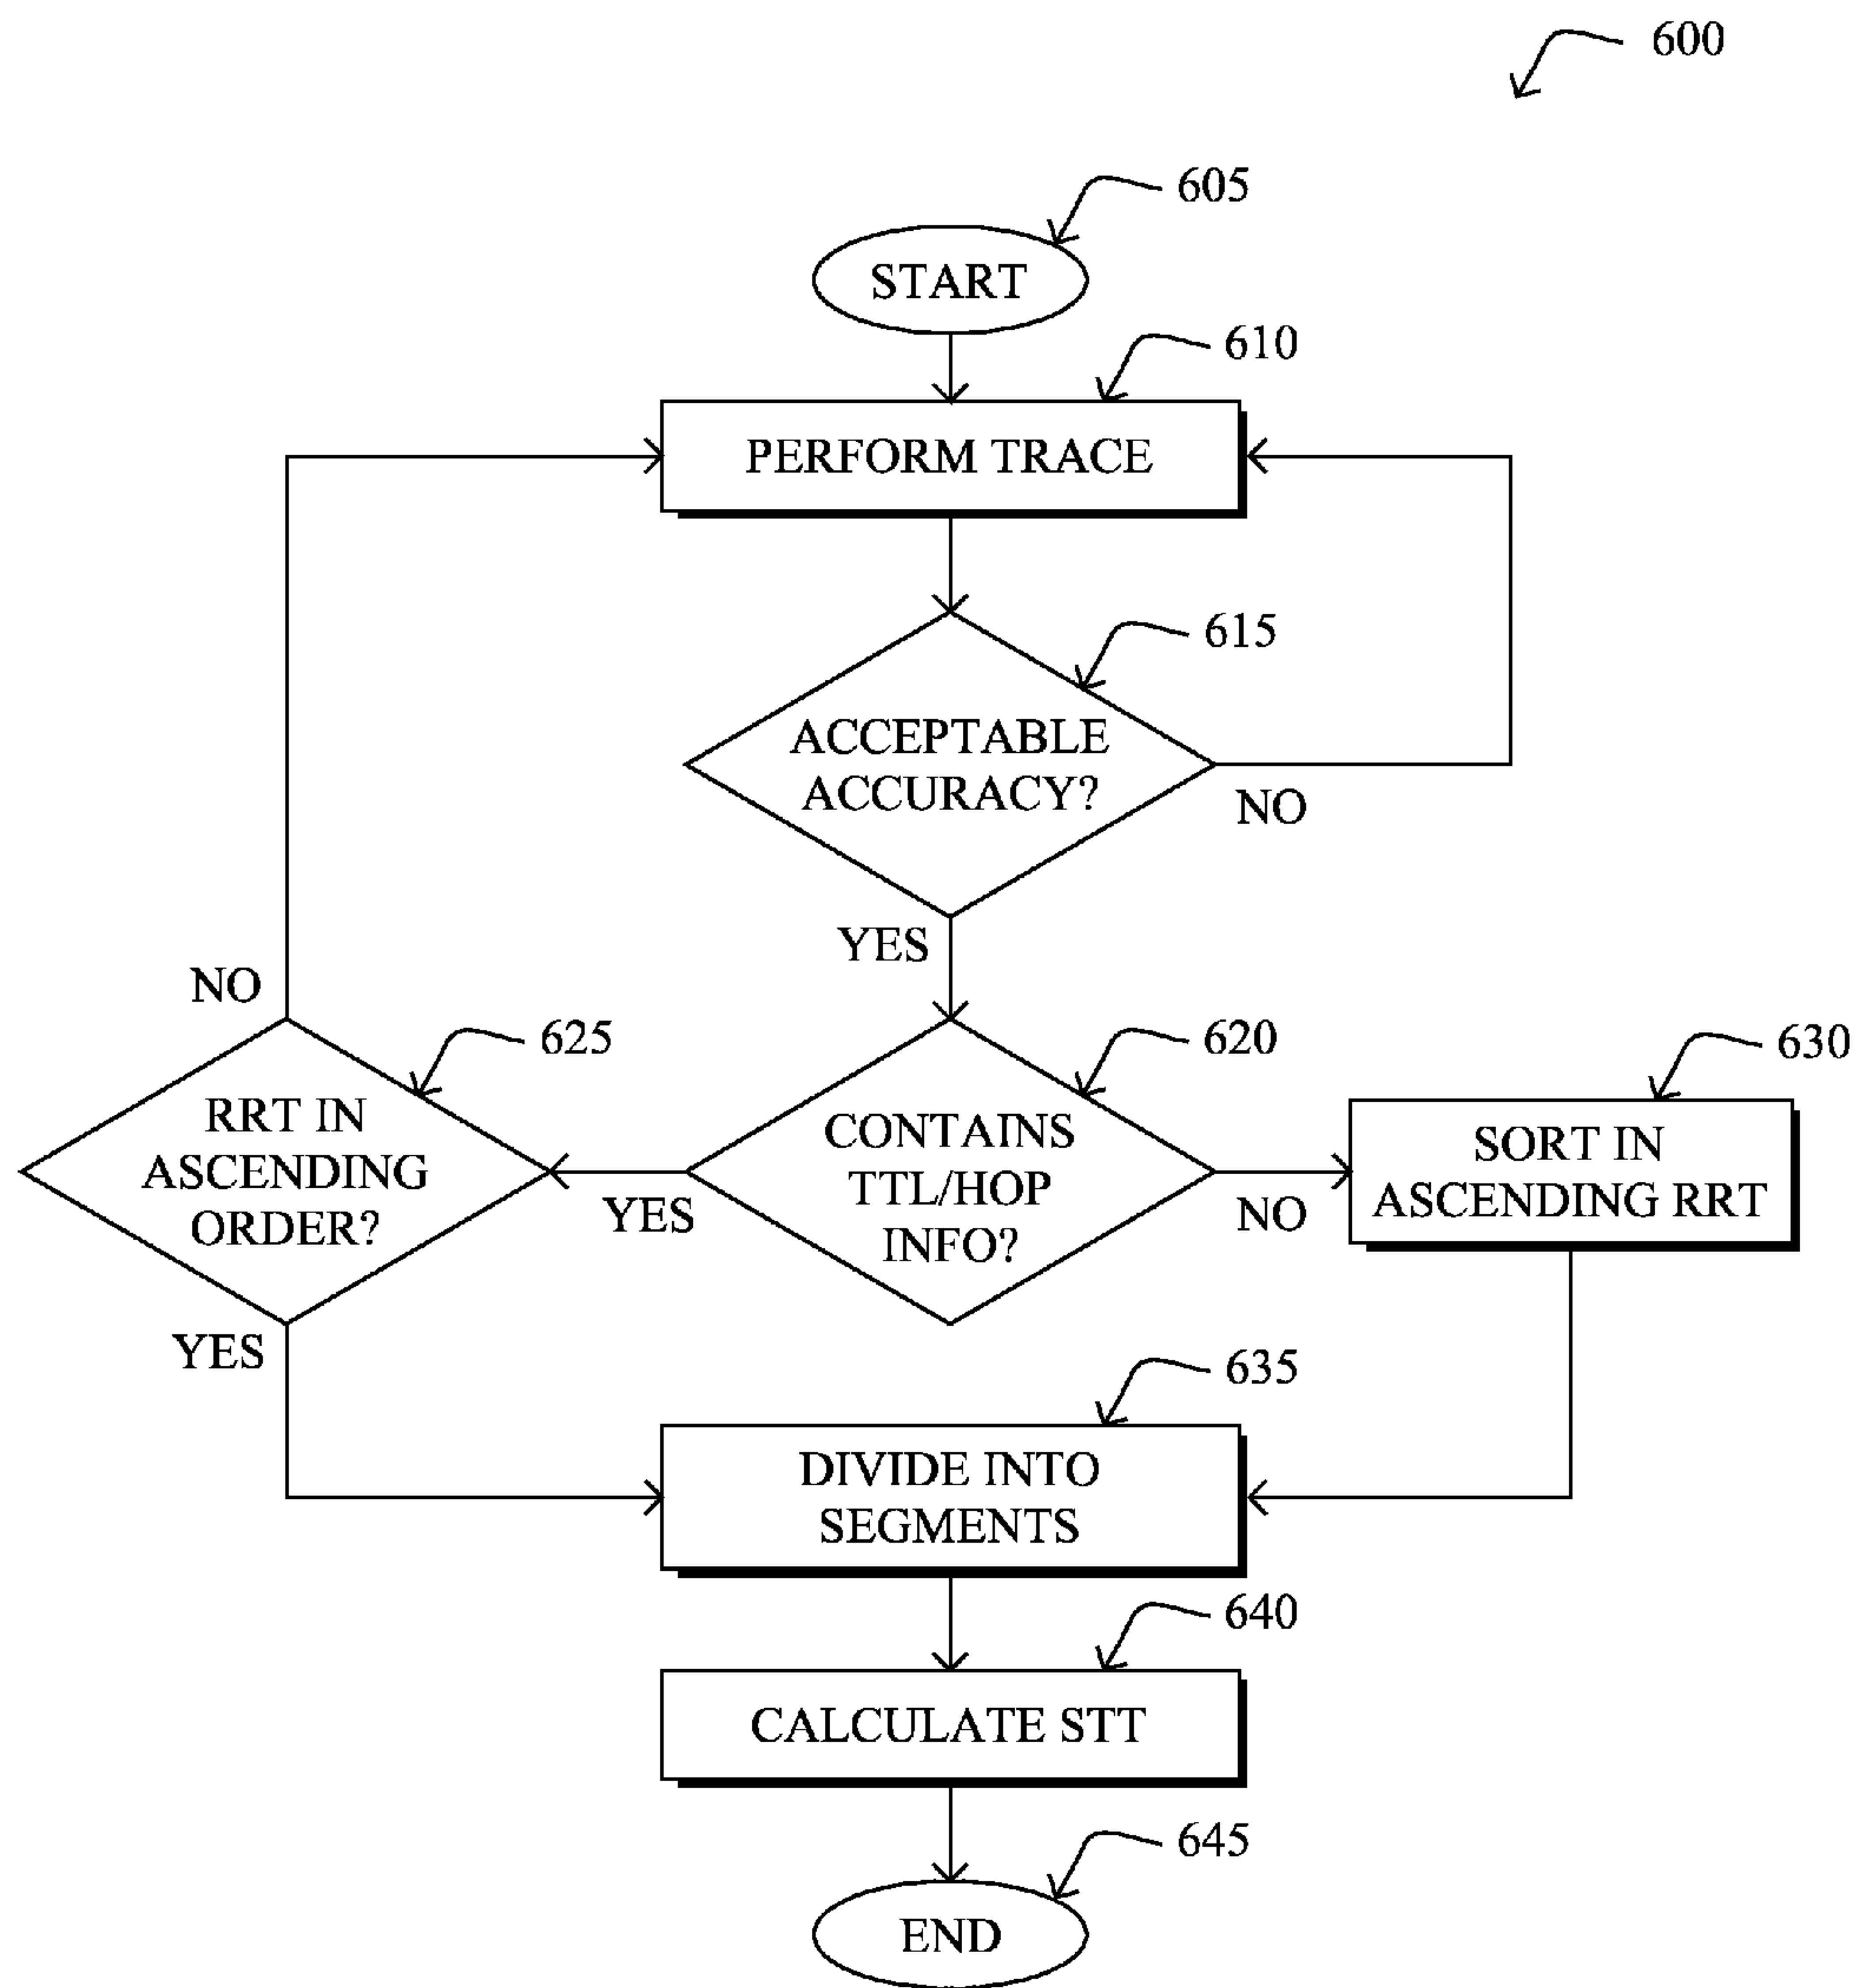 600
605
START
610
PERFORM TRACE
615
ACCEPTABLE
ACCURACY?
NO
YES
NO
625
620
630
RRT IN
ASCENDING
ORDER?
CONTAINS
TTL/HOP
INFO?
SORT IN
ASCENDING RRT
YES
NO
YES
635
DIVIDE INTO
SEGMENTS
640
CALCULATE STT
645
END